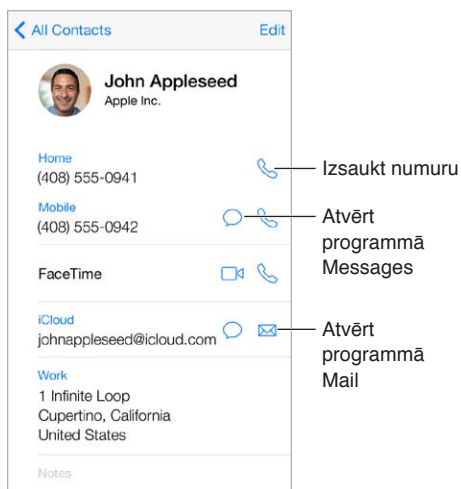 All Contacts Edit
John Appleseed
Apple Inc.
Home
(408) 555-0941
Izsaukt numuru
Mobile
(408) 555-0942
Atvērt
programmā
Messages
FaceTime
iCloud
johnappleseed@icloud.com
Atvērt
programmā
Mail
Work
1 Infinite Loop
Cupertino, California
United States
Notes